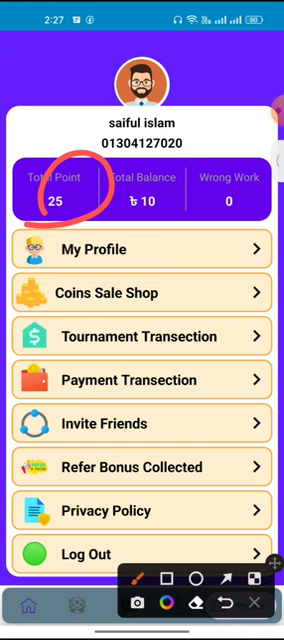 2:27
80
saiful islam
01304127020
Total Point
Total Balance
Wrong Work
25
৳ 10
0
My Profile
Coins Sale Shop
Tournament Transection
Payment Transection
Invite Friends
Refer Bonus Collected
Privacy Policy
Log Out